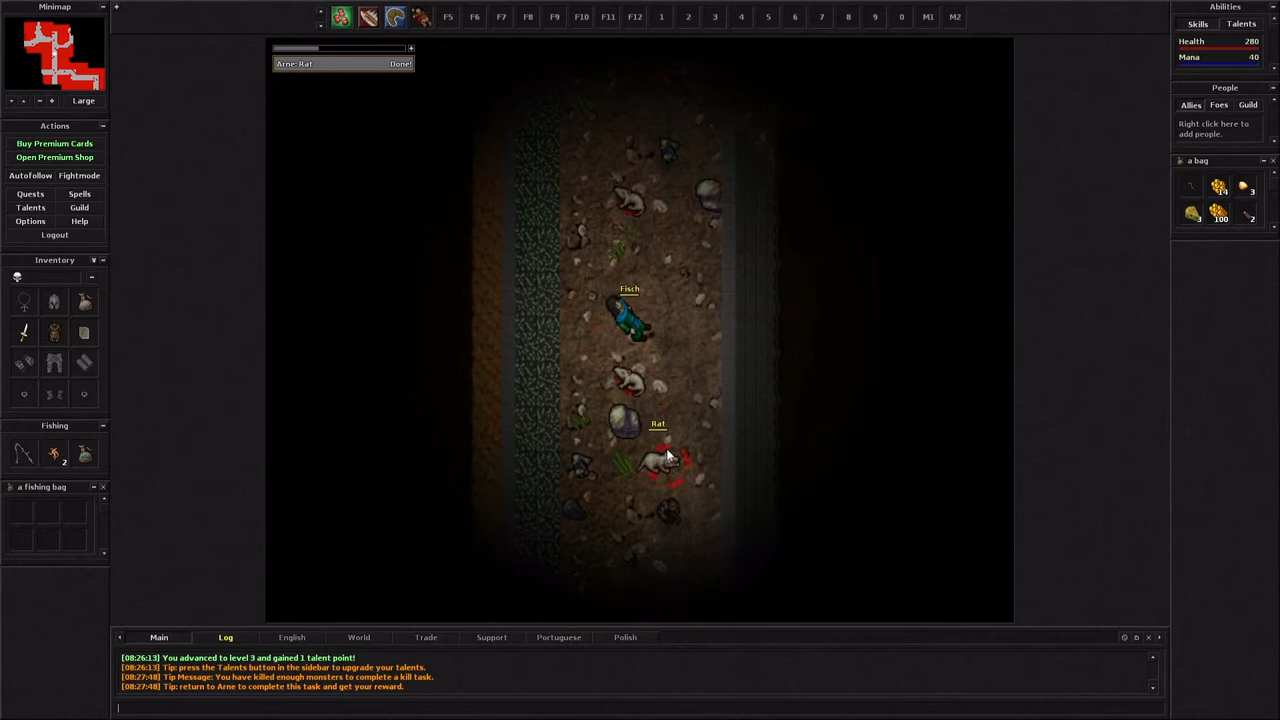 Minimap
Large
Actions
Buy Premium Cards
Open Premium Shop
Autofollow Fightmode
Quests Spells
Talents Guild
Options Help
Logout
Inventory
Fishing
2
a fishing bag
F5 F6 F7 F8 F9 F10 F11 F12 1 2 3 4 5 6 7 8 9 0 M1 M2
Arne: Rat Done!
Fisch
Rat
Abilities
Skills Talents
Health 280
Mana 40
People
Allies Foes Guild
Right click here to
add people.
a bag
14 3
3 100 2
Main Log English World Trade Support Portuguese Polish
[08:26:13] You advanced to level 3 and gained 1 talent point!
[08:26:13] Tip: press the Talents button in the sidebar to upgrade your talents.
[08:27:48] Tip Message: You have killed enough monsters to complete a kill task.
[08:27:48] Tip: return to Arne to complete this task and get your reward.